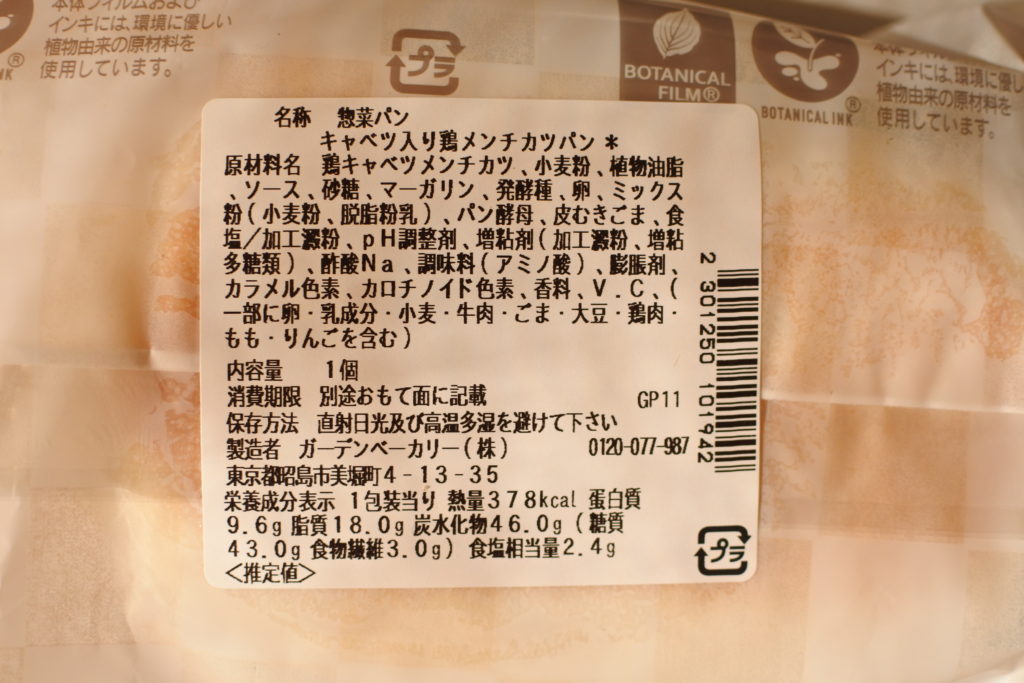 本体フィルムおよび
インキには、環境に優しい
植物由来の原材料を
使用しています。
プラ
BOTANICAL
FILM®
BOTANICAL INK®
インキには、環境に優し
植物由来の原材料を
使用しています。
名称 惣菜パン
キャベツ入り鶏メンチカツパン*
原材料名 鶏キャベツメンチカツ、小麦粉、植物油脂
、ソース、砂糖、マーガリン、発酵種、卵、ミックス
粉(小麦粉、脱脂粉乳)、パン酵母、皮むきごま、食
塩/加工澱粉、pH調整剤、増粘剤(加工澱粉、増粘
多糖類)、酢酸Na、調味料(アミノ酸)、膨脹剤、
カラメル色素、カロチノイド色素、香料、V.C、(
一部に卵・乳成分・小麦・牛肉・ごま・大豆・鶏肉・
もも・りんごを含む)
内容量 1個
消費期限 別途おもて面に記載 GP11
保存方法 直射日光及び高温多湿を避けて下さい
製造者 ガーデンベーカリー(株) 0120-077-987
東京都昭島市美堀町4-13-35
栄養成分表示 1包装当り 熱量378kcal 蛋白質
9.6g 脂質18.0g 炭水化物46.0g(糖質
43.0g 食物繊維3.0g) 食塩相当量2.4g
<推定値>
プラ
2 301250 101942